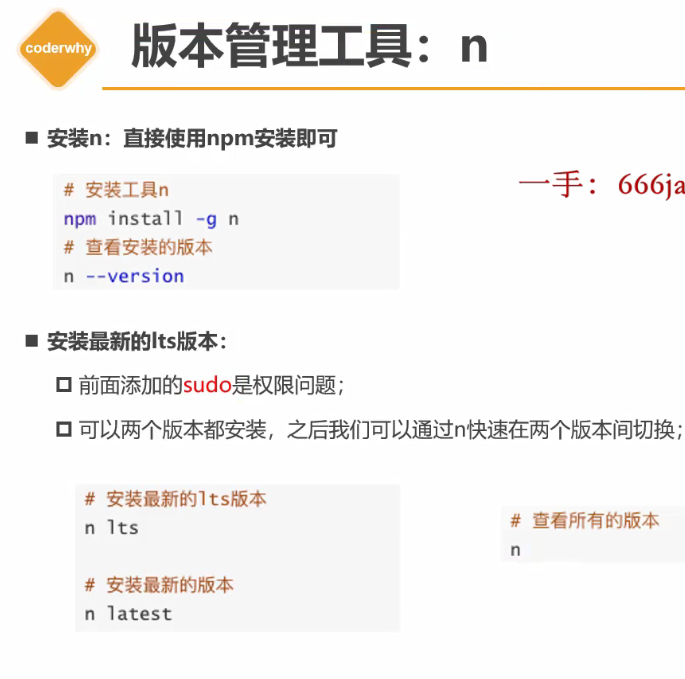 coderwhy
版本管理工具：n
■ 安装n：直接使用npm安装即可
一手：666ja
# 安装工具n
npm install -g n
# 查看安装的版本
n --version
■ 安装最新的lts版本：
前面添加的sudo是权限问题；
可以两个版本都安装，之后我们可以通过n快速在两个版本间切换；
# 安装最新的lts版本
n lts
# 安装最新的版本
n latest
# 查看所有的版本
n